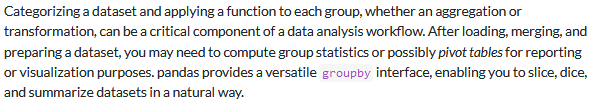 Categorizing a dataset and applying a function to each group, whether an aggregation or
transformation, can be a critical component of a data analysis workflow. After loading, merging, and
preparing a dataset, you may need to compute group statistics or possibly pivot tables for reporting
or visualization purposes. pandas provides a versatile groupby interface, enabling you to slice, dice,
and summarize datasets in a natural way.